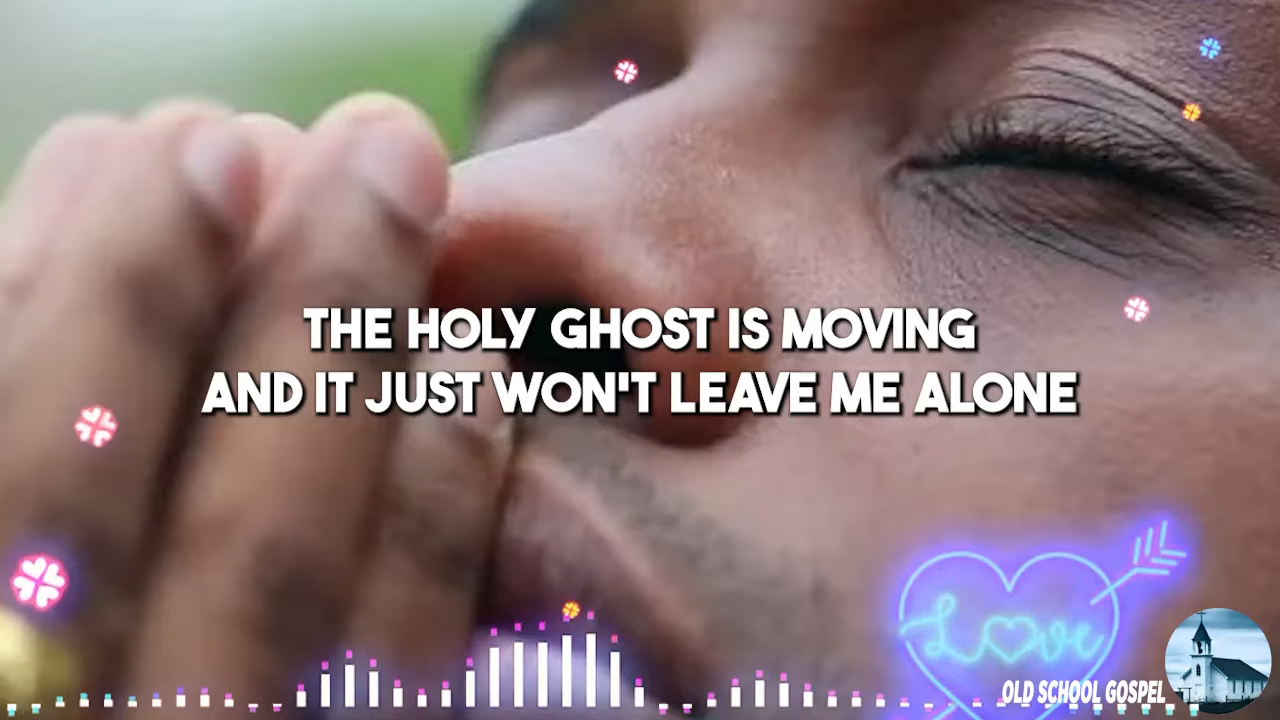 THE HOLY GHOST IS MOVING
AND IT JUST WON'T LEAVE ME ALONE
Love
OLD SCHOOL GOSPEL